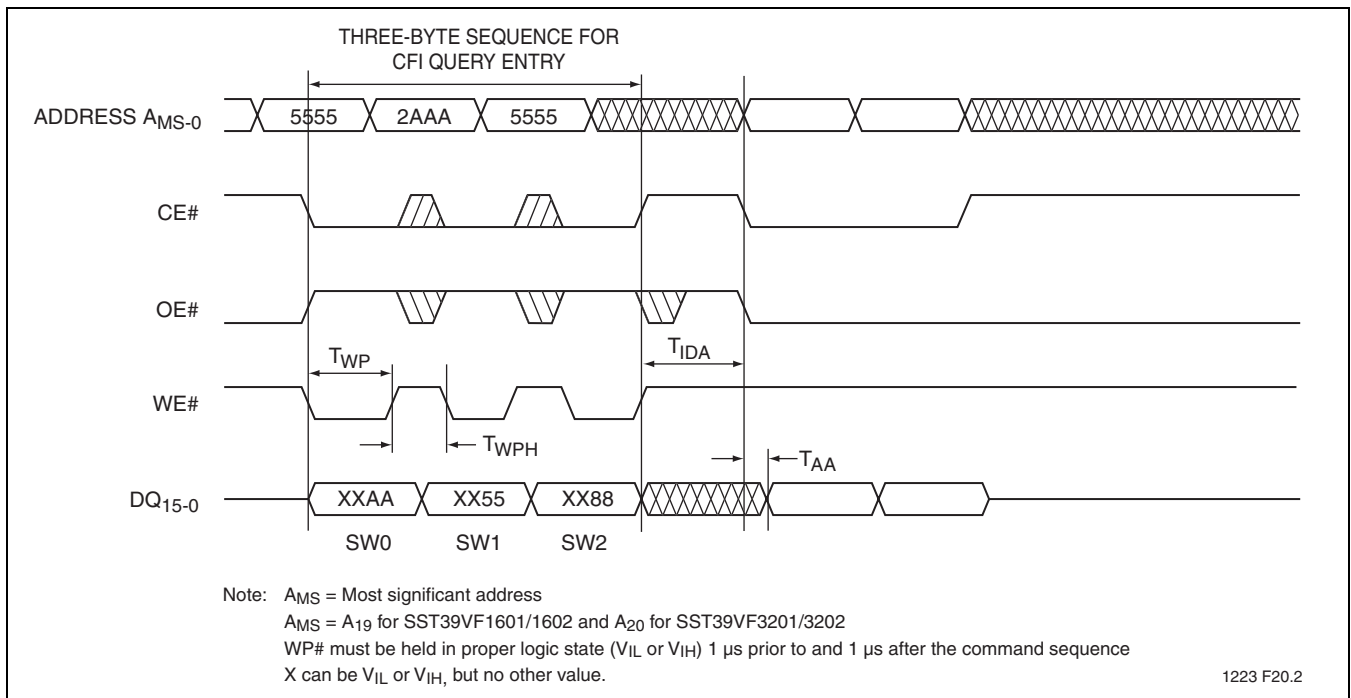 THREE-BYTE SEQUENCE FOR
CFI QUERY ENTRY
ADDRESS AMS-0
5555 2AAA 5555
CE#
OE#
TWP TIDA
WE#
TWPH TAA
DQ15-0
XXAA XX55 XX88
SW0 SW1 SW2
Note: AMS = Most significant address
AMS = A19 for SST39VF1601/1602 and A20 for SST39VF3201/3202
WP# must be held in proper logic state (VIL or VIH) 1 µs prior to and 1 µs after the command sequence
X can be VIL or VIH, but no other value.
1223 F20.2